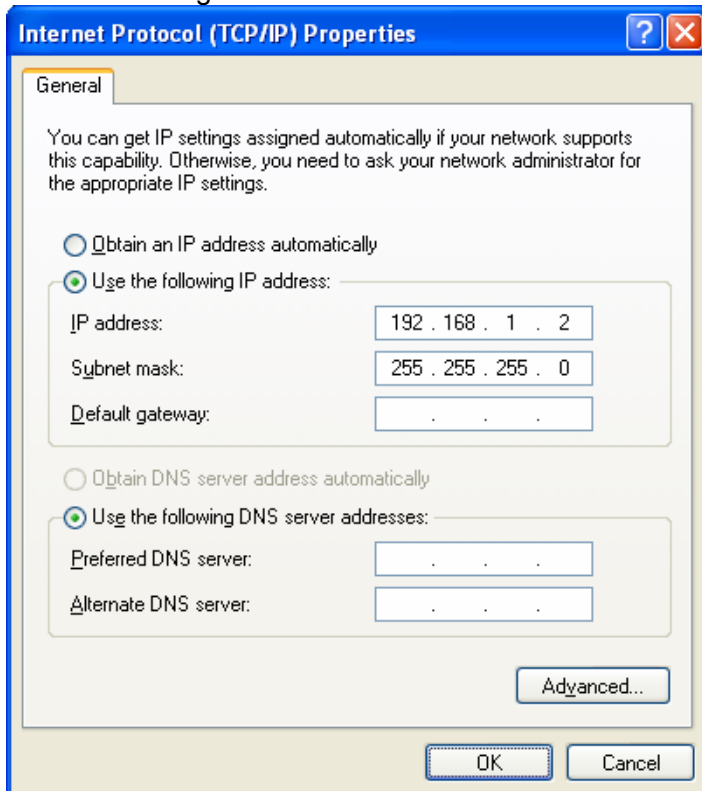 Internet Protocol (TCP/IP) Properties
General
You can get IP settings assigned automatically if your network supports
this capability. Otherwise, you need to ask your network administrator for
the appropriate IP settings.
Obtain an IP address automatically
Use the following IP address:
IP address: 192 . 168 . 1 . 2
Subnet mask: 255 . 255 . 255 . 0
Default gateway: . . .
Obtain DNS server address automatically
Use the following DNS server addresses:
Preferred DNS server: . . .
Alternate DNS server: . . .
Advanced...
OK Cancel